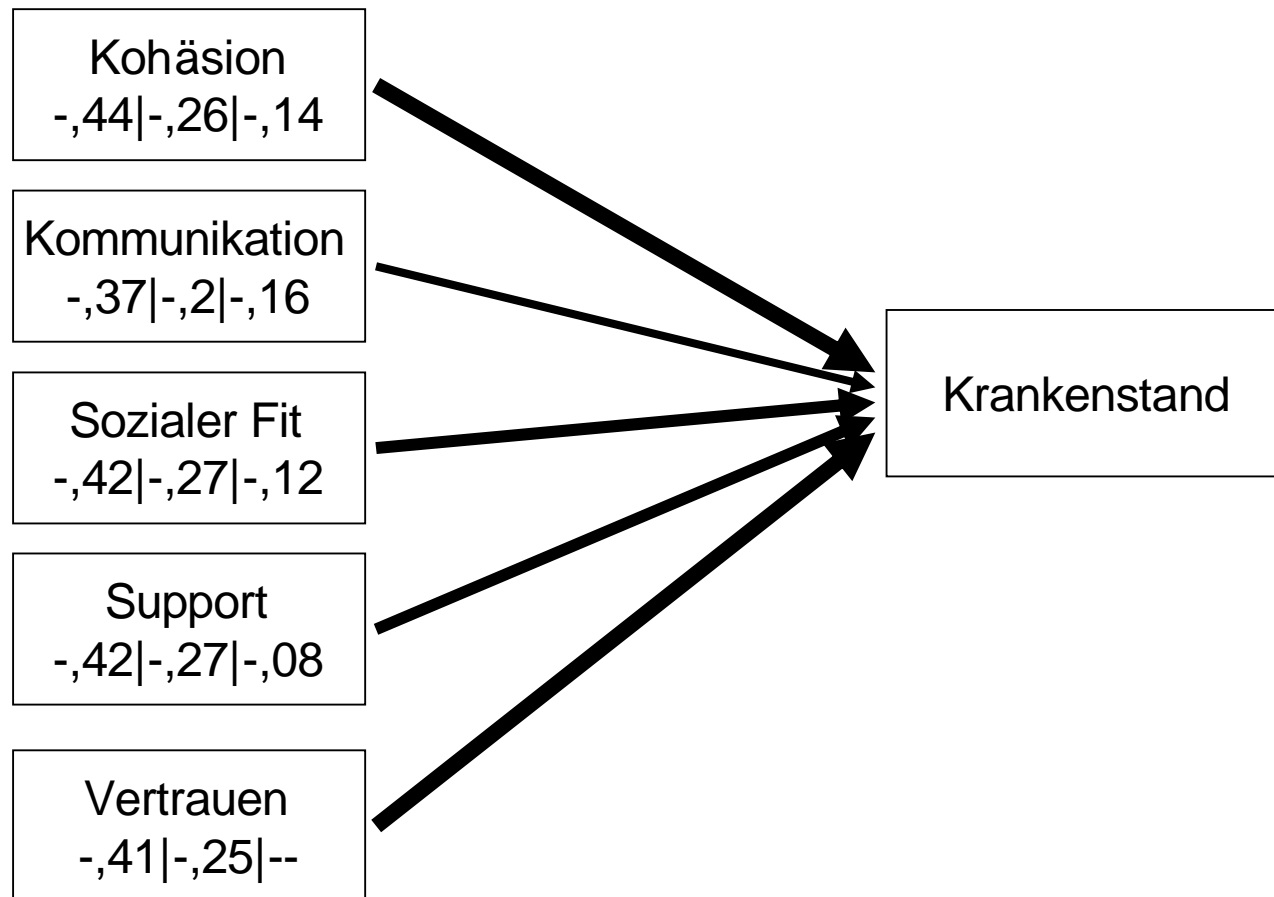 Kohäsion
-,44|-,26|-,14
Kommunikation
-,37|-,2|-,16
Sozialer Fit
-,42|-,27|-,12
Support
-,42|-,27|-,08
Vertrauen
-,41|-,25|--
Krankenstand